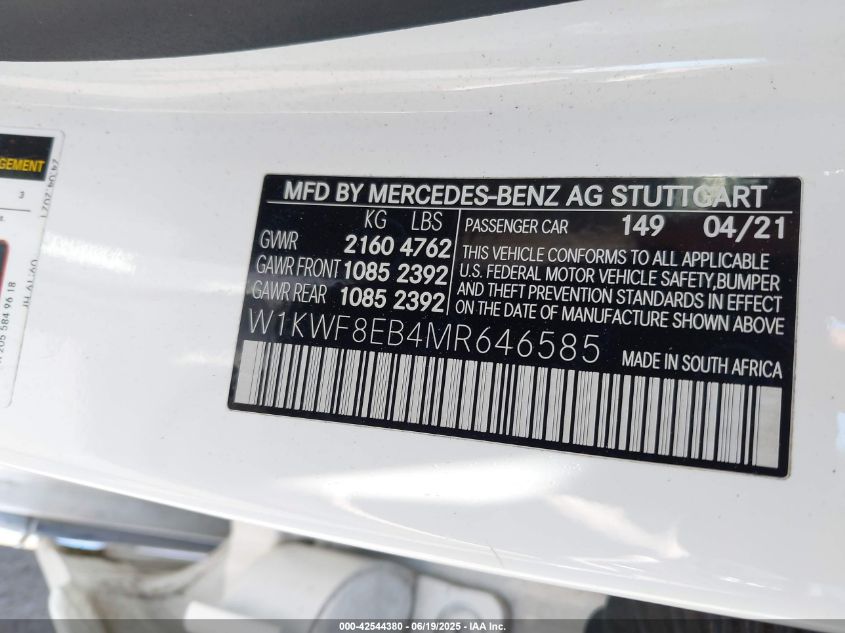 GEMENT
3
MFD BY MERCEDES-BENZ AG STUTTGART
KG LBS
GVWR 2160 4762
GAWR FRONT 1085 2392
GAWR REAR 1085 2392
PASSENGER CAR 149 04/21
THIS VEHICLE CONFORMS TO ALL APPLICABLE
U.S. FEDERAL MOTOR VEHICLE SAFETY,BUMPER
AND THEFT PREVENTION STANDARDS IN EFFECT
ON THE DATE OF MANUFACTURE SHOWN ABOVE
W1KWF8EB4MR646585 MADE IN SOUTH AFRICA
000-42544380 - 06/19/2025 - IAA Inc.